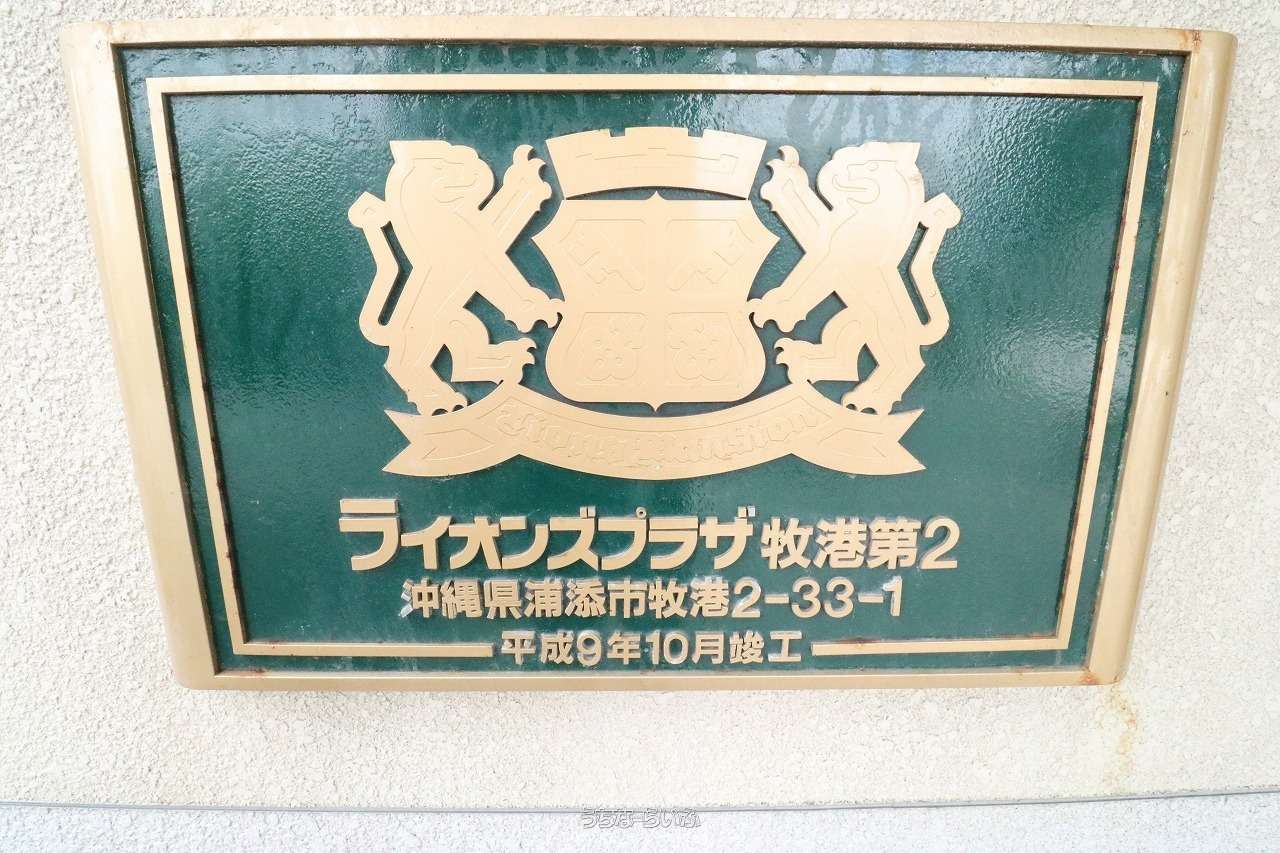 Lions Mansion
ライオンズプラザ牧港第2
沖縄県浦添市牧港2-33-1
平成9年10月竣工
うちなーらいふ